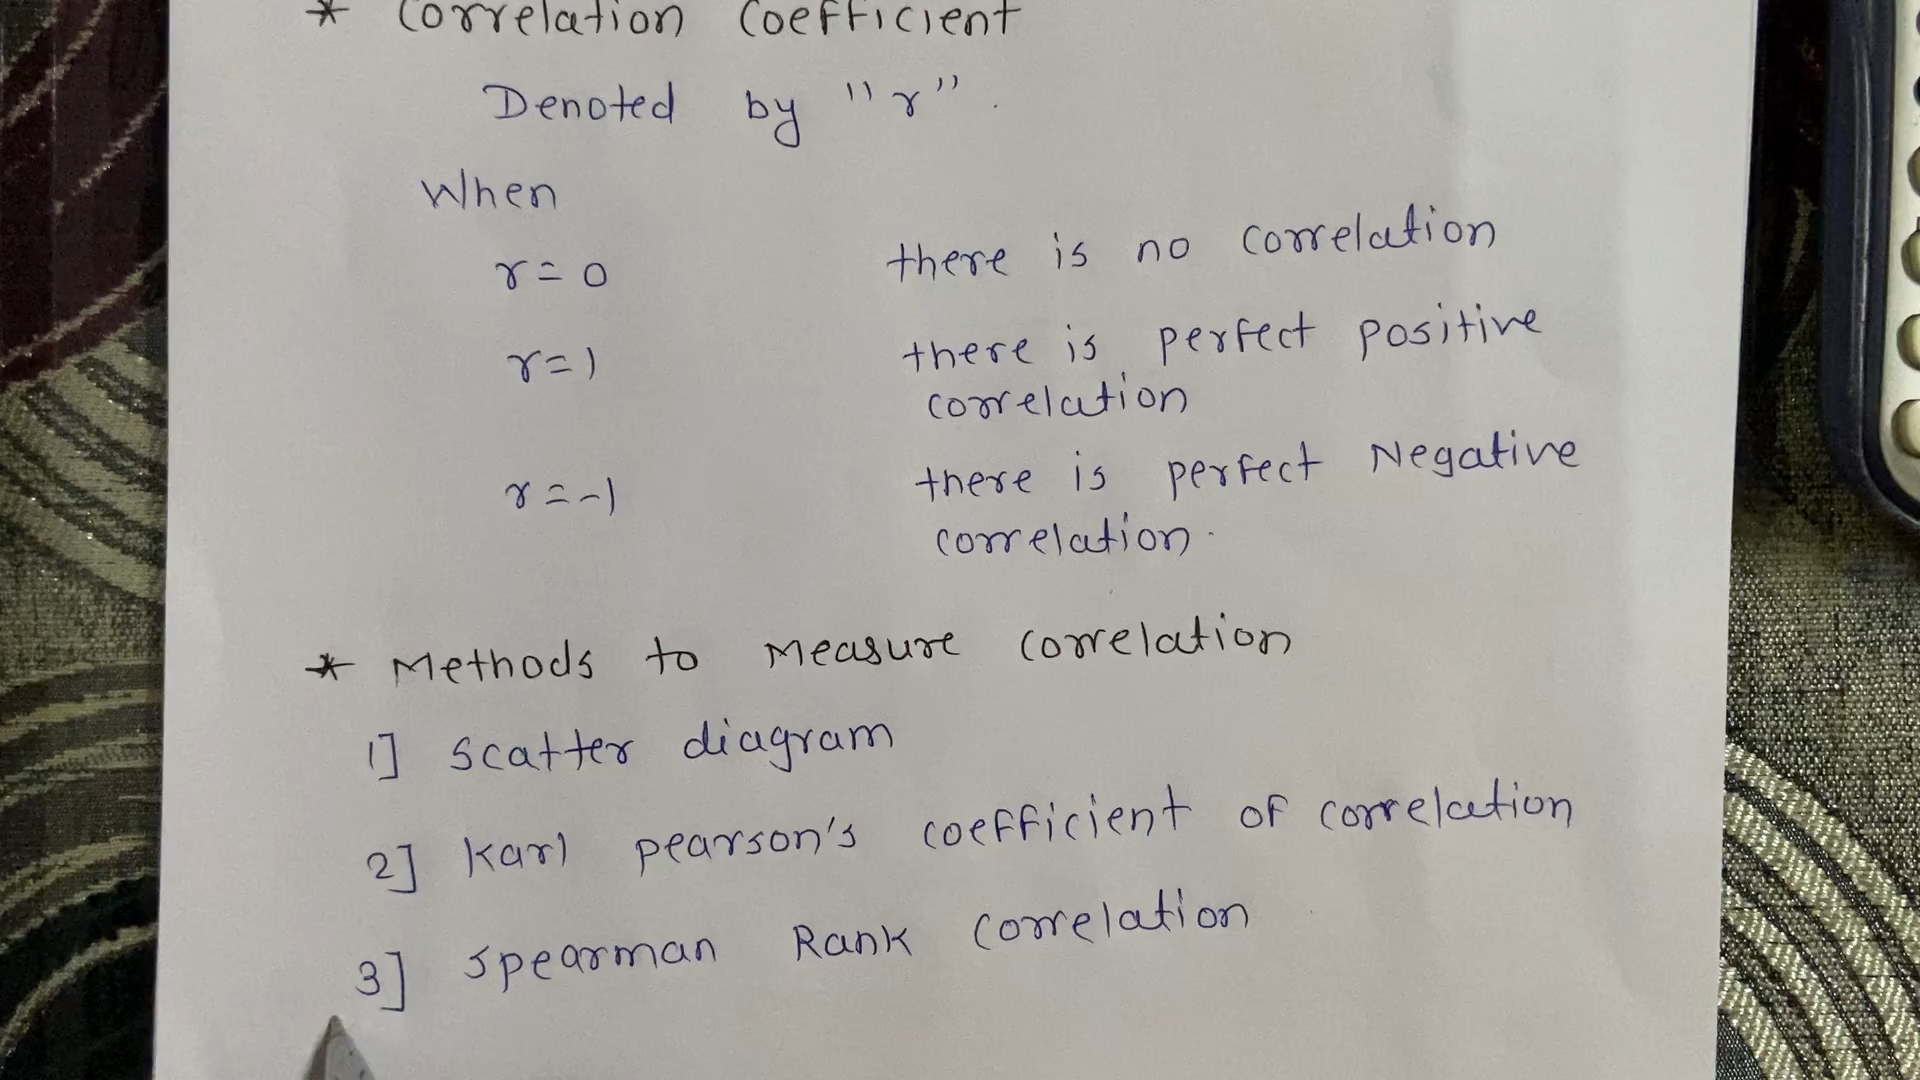 * Correlation Coefficient
Denoted by "r".
When
r = 0 there is no correlation
r = 1 there is perfect positive
correlation
r = -1 there is perfect Negative
correlation.
* Methods to Measure correlation
1] Scatter diagram
2] Karl pearson's coefficient of correlation
3] Spearman Rank Correlation